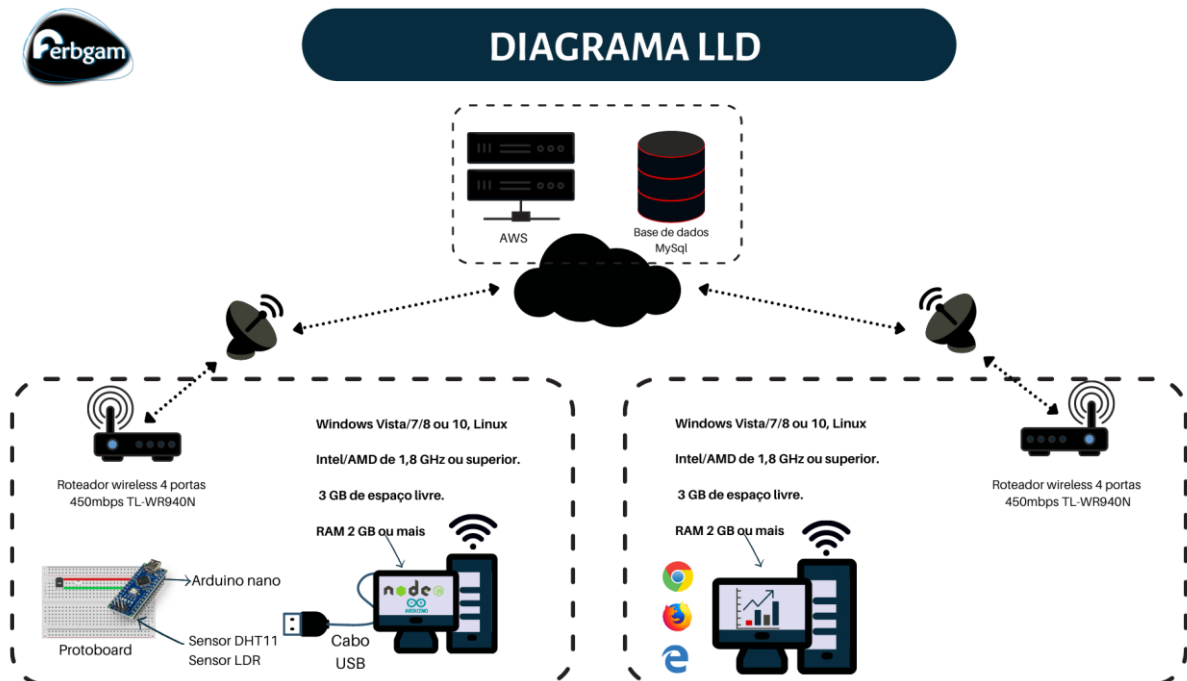 Ferbgam
DIAGRAMA LLD
AWS
Base de dados
MySql
Roteador wireless 4 portas
450mbps TL-WR940N
Windows Vista/7/8 ou 10, Linux
Intel/AMD de 1,8 GHz ou superior.
3 GB de espaço livre.
RAM 2 GB ou mais
Arduino nano
Protoboard
Sensor DHT11
Sensor LDR
Cabo
USB
node
JS
ARDUINO
Windows Vista/7/8 ou 10, Linux
Intel/AMD de 1,8 GHz ou superior.
3 GB de espaço livre.
RAM 2 GB ou mais
Roteador wireless 4 portas
450mbps TL-WR940N